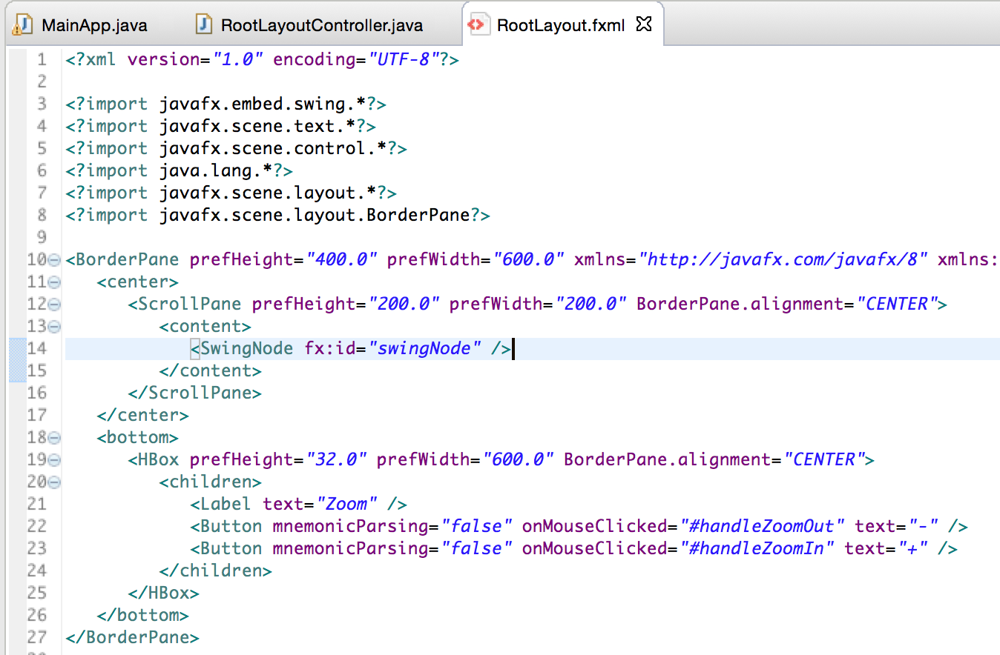 MainApp.java RootLayoutController.java RootLayout.fxml
1 <?xml version="1.0" encoding="UTF-8"?>
2
3 <?import javafx.embed.swing.*?>
4 <?import javafx.scene.text.*?>
5 <?import javafx.scene.control.*?>
6 <?import java.lang.*?>
7 <?import javafx.scene.layout.*?>
8 <?import javafx.scene.layout.BorderPane?>
9
10 <BorderPane prefHeight="400.0" prefWidth="600.0" xmlns="http://javafx.com/javafx/8" xmlns:
11 <center>
12 <ScrollPane prefHeight="200.0" prefWidth="200.0" BorderPane.alignment="CENTER">
13 <content>
14 <SwingNode fx:id="swingNode" />
15 </content>
16 </ScrollPane>
17 </center>
18 <bottom>
19 <HBox prefHeight="32.0" prefWidth="600.0" BorderPane.alignment="CENTER">
20 <children>
21 <Label text="Zoom" />
22 <Button mnemonicParsing="false" onMouseClicked="#handleZoomOut" text="-" />
23 <Button mnemonicParsing="false" onMouseClicked="#handleZoomIn" text="+" />
24 </children>
25 </HBox>
26 </bottom>
27 </BorderPane>